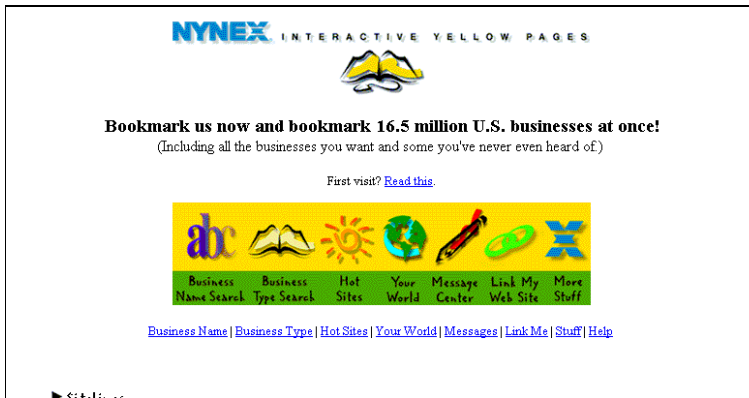 NYNEX INTERACTIVE YELLOW PAGES
Bookmark us now and bookmark 16.5 million U.S. businesses at once!
(Including all the businesses you want and some you've never even heard of.)
First visit? Read this.
abc
Business Name Search Business Type Search Hot Sites Your World Message Center Link My Web Site More Stuff
Business Name | Business Type | Hot Sites | Your World | Messages | Link Me | Stuff | Help